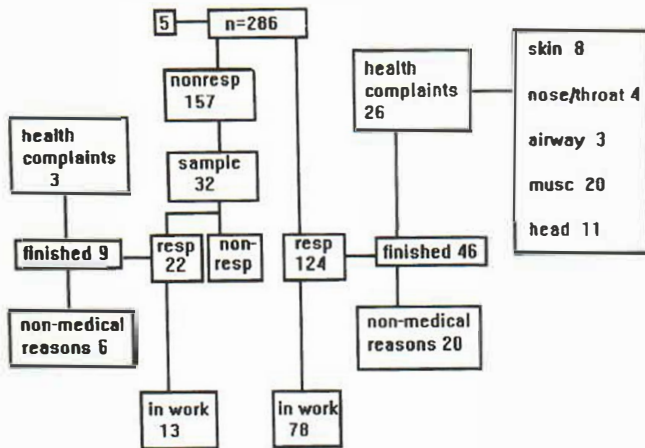 5
n=286
nonresp
157
sample
32
resp
22
non-
resp
health
complaints
3
finished 9
non-medical
reasons 6
in work
13
resp
124
finished 46
health
complaints
26
non-medical
reasons 20
in work
78
skin 8
nose/throat 4
airway 3
musc 20
head 11